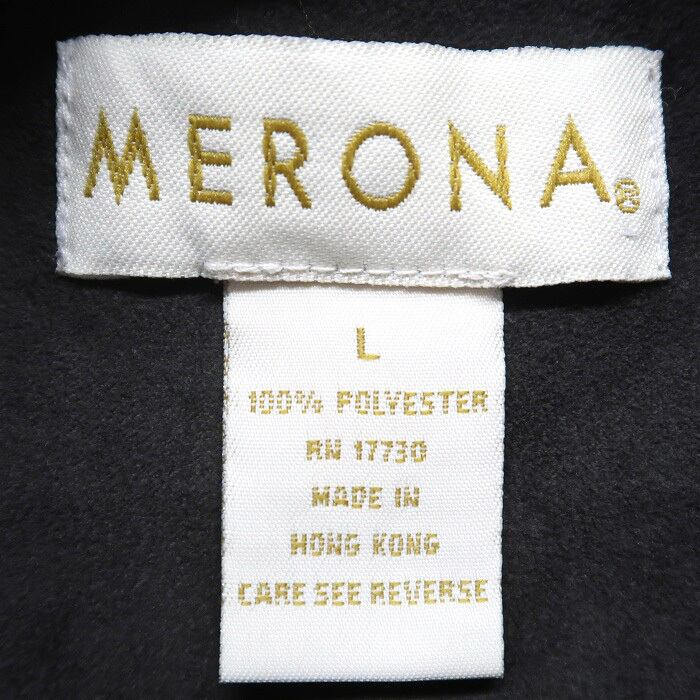 MERONA®
L
100% POLYESTER
RN 17730
MADE IN
HONG KONG
CARE SEE REVERSE